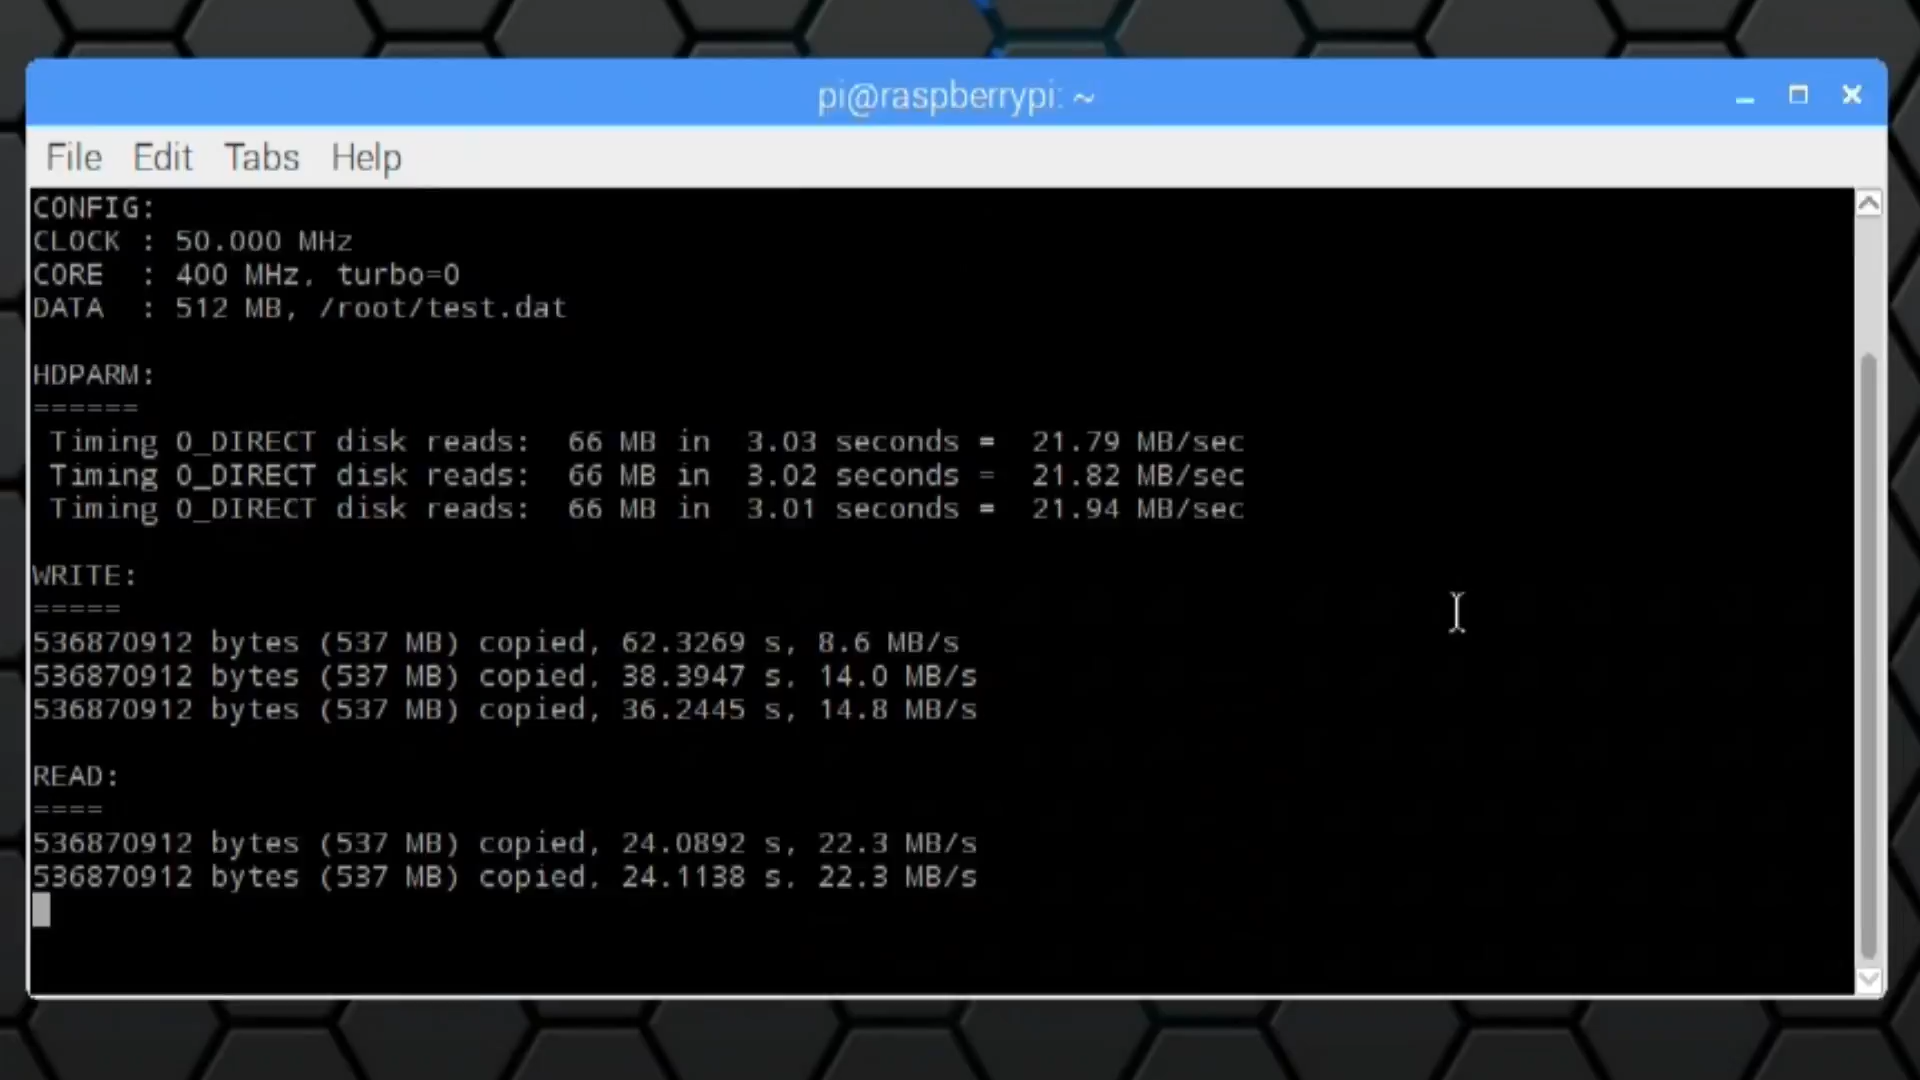 pi@raspberrypi: ~
File Edit Tabs Help
CONFIG:
CLOCK : 50.000 MHz
CORE  : 400 MHz, turbo=0
DATA  : 512 MB, /root/test.dat
HDPARM:
======
 Timing O_DIRECT disk reads:  66 MB in  3.03 seconds =  21.79 MB/sec
 Timing O_DIRECT disk reads:  66 MB in  3.02 seconds =  21.82 MB/sec
 Timing O_DIRECT disk reads:  66 MB in  3.01 seconds =  21.94 MB/sec
WRITE:
=====
536870912 bytes (537 MB) copied, 62.3269 s, 8.6 MB/s
536870912 bytes (537 MB) copied, 38.3947 s, 14.0 MB/s
536870912 bytes (537 MB) copied, 36.2445 s, 14.8 MB/s
READ:
====
536870912 bytes (537 MB) copied, 24.0892 s, 22.3 MB/s
536870912 bytes (537 MB) copied, 24.1138 s, 22.3 MB/s